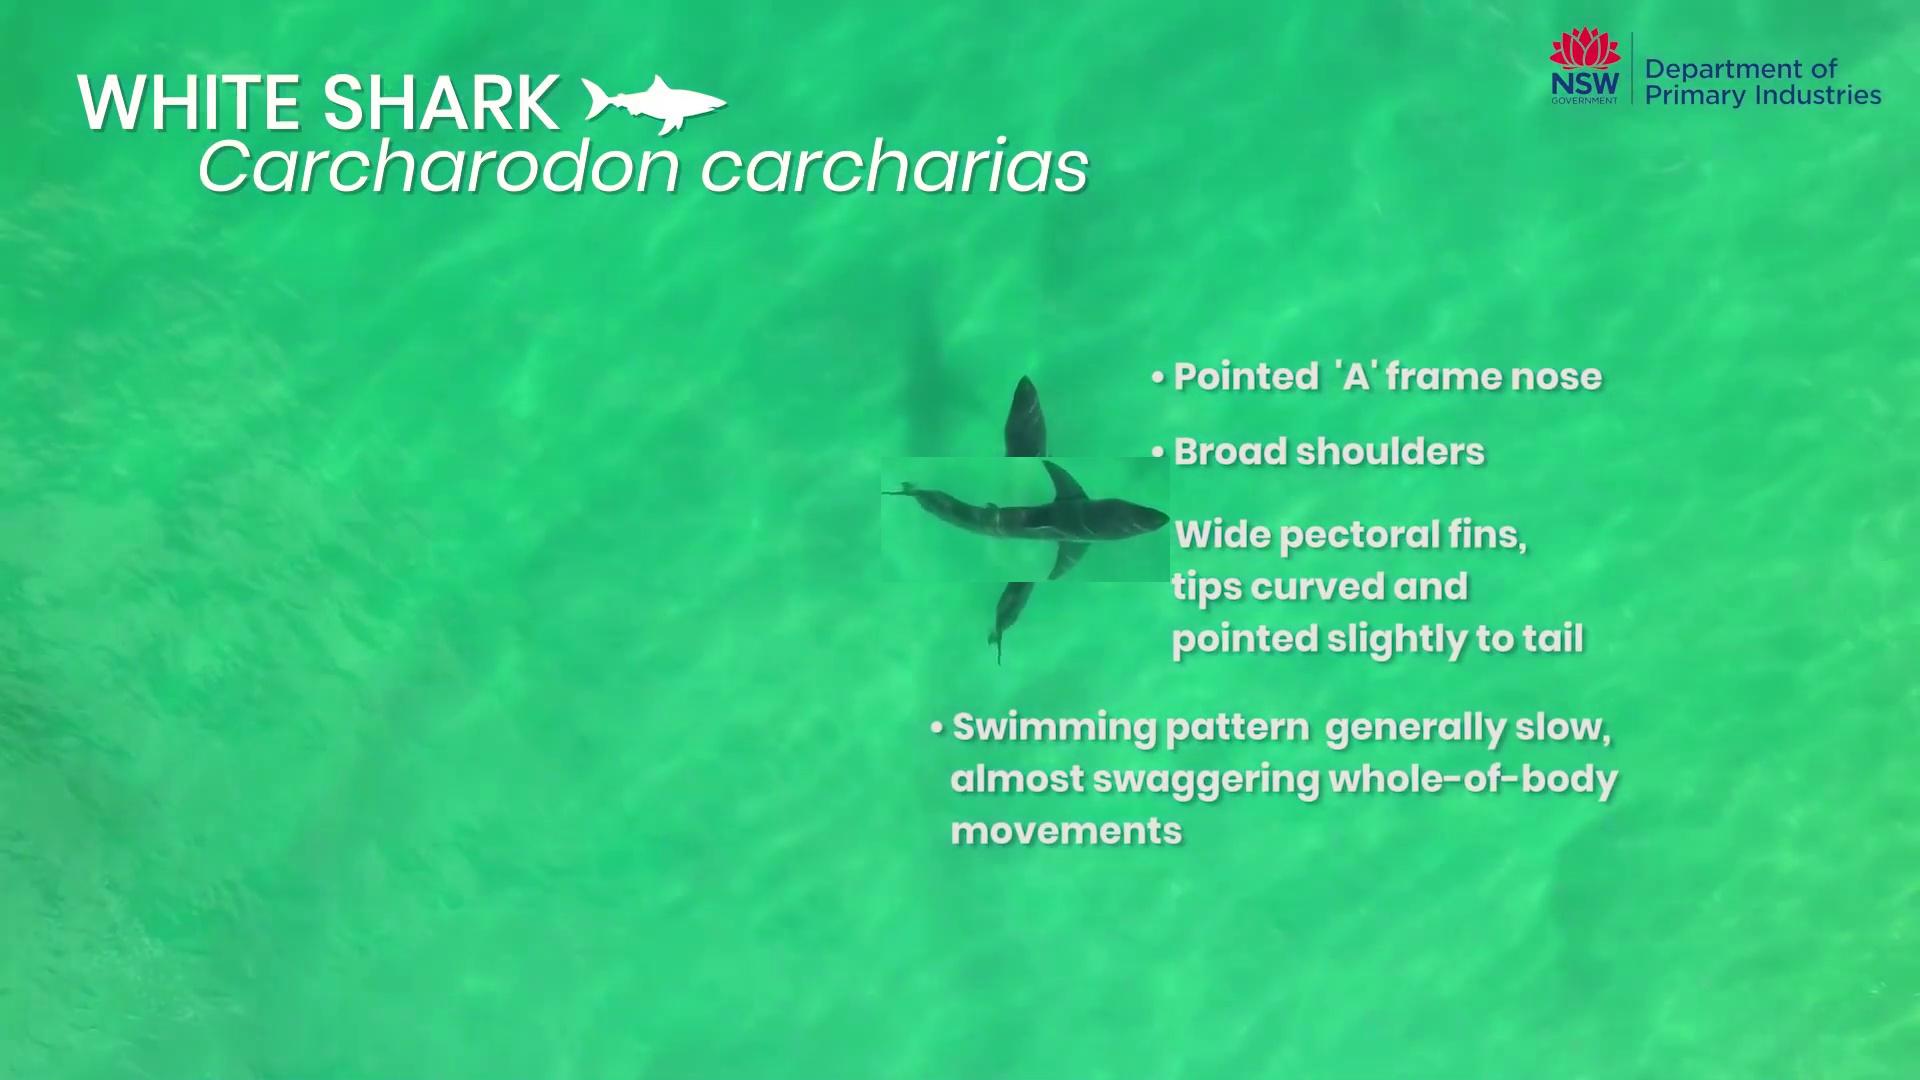 WHITE SHARK
Carcharodon carcharias
NSW
GOVERNMENT
Department of
Primary Industries
• Pointed 'A' frame nose
• Broad shoulders
Wide pectoral fins,
tips curved and
pointed slightly to tail
• Swimming pattern generally slow,
almost swaggering whole-of-body
movements